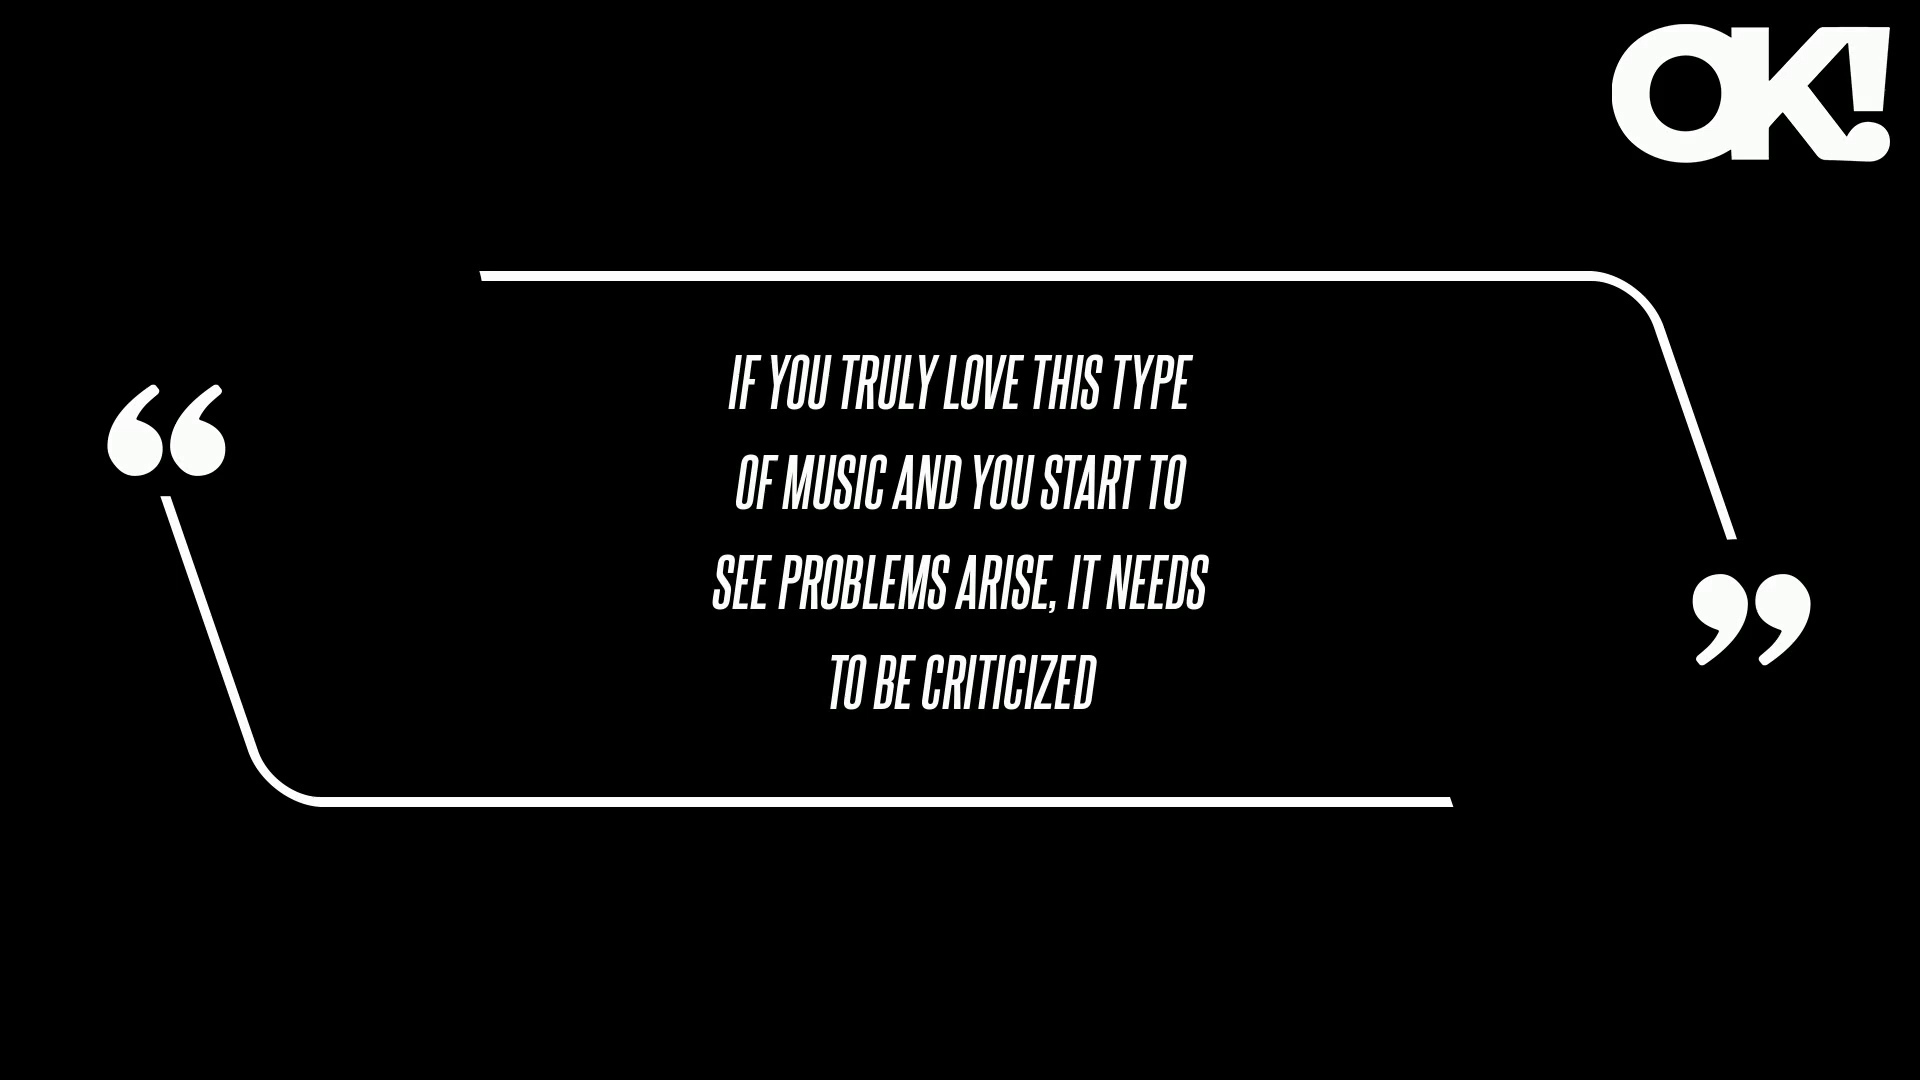 OK!
“
IF YOU TRULY LOVE THIS TYPE
OF MUSIC AND YOU START TO
SEE PROBLEMS ARISE, IT NEEDS
TO BE CRITICIZED
”